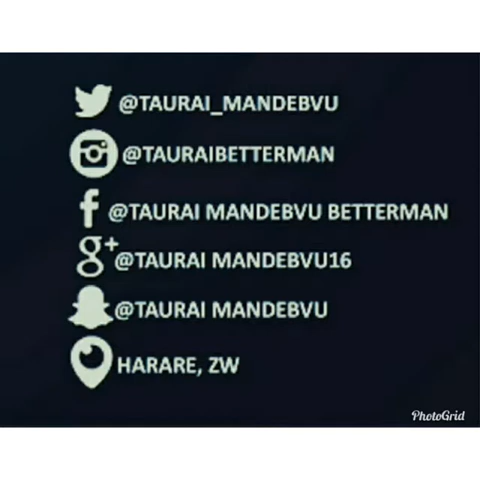 @TAURAI_MANDEBVU
@TAURAIBETTERMAN
@TAURAI MANDEBVU BETTERMAN
@TAURAI MANDEBVU16
@TAURAI MANDEBVU
HARARE, ZW
PhotoGrid